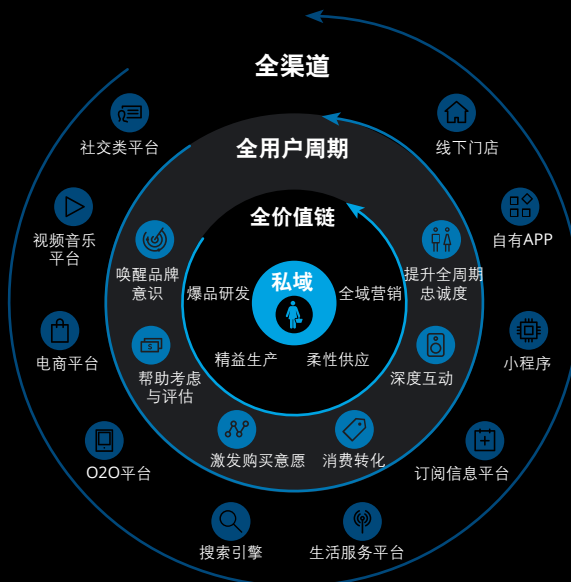 全渠道
社交类平台
线下门店
全用户周期
全价值链
视频音乐
平台
自有APP
唤醒品牌
意识
提升全周期
忠诚度
私域
爆品研发
全域营销
精益生产
柔性供应
电商平台
小程序
帮助考虑
与评估
深度互动
激发购买意愿
消费转化
O2O平台
订阅信息平台
搜索引擎
生活服务平台